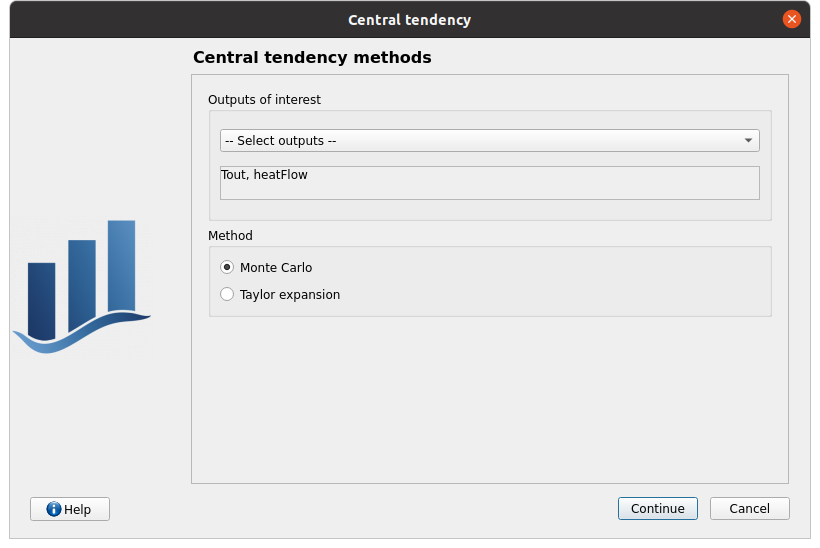 Central tendency
Central tendency methods
Outputs of interest
-- Select outputs --
Tout, heatFlow
Method
Monte Carlo
Taylor expansion
Help
Continue
Cancel